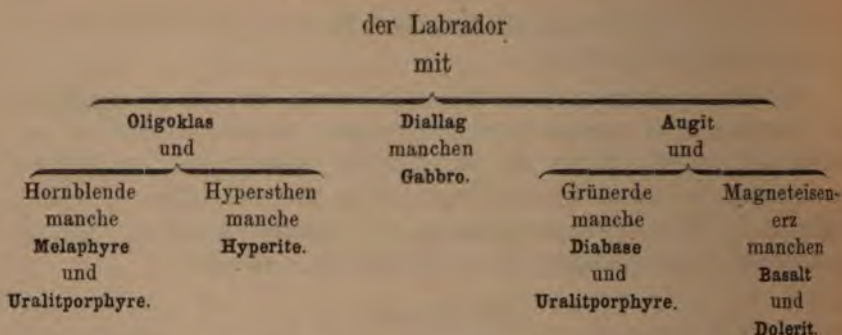 der Labrador
mit
Oligoklas
und
Diallag
manchen
Gabbro.
Augit
und
Hornblende
manche
Melaphyre
und
Uralitporphyre.
Hypersthen
manche
Hyperite.
Grünerde
manche
Diabase
und
Uralitporphyre.
Magneteisen-
erz
manchen
Basalt
und
Dolerit.